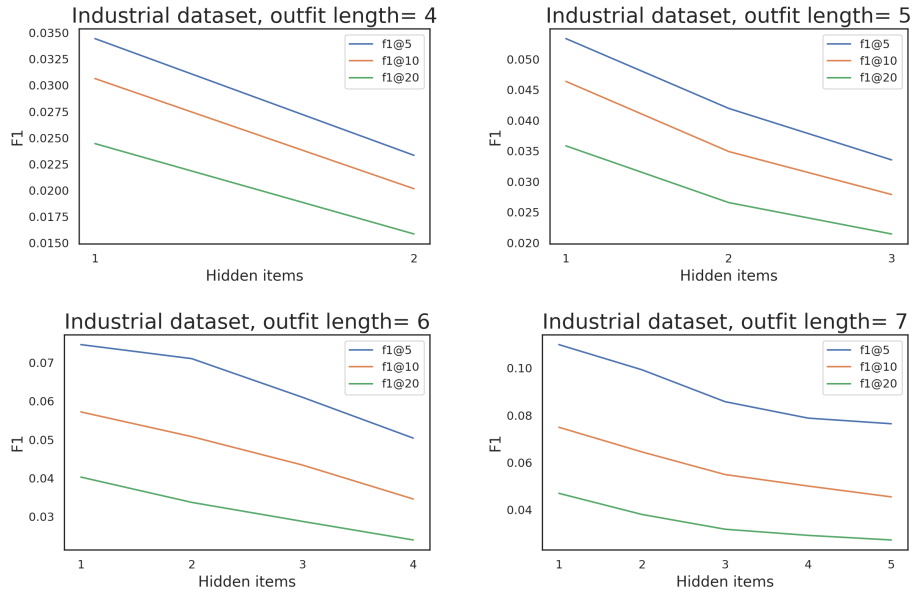 Industrial dataset, outfit length= 4
0.0350
0.0325
0.0300
0.0275
0.0250
0.0225
0.0200
0.0175
0.0150
F1
f1@5
f1@10
f1@20
1
2
Hidden items
Industrial dataset, outfit length= 5
0.050
0.045
0.040
0.035
0.030
0.025
0.020
F1
f1@5
f1@10
f1@20
1
2
3
Hidden items
Industrial dataset, outfit length= 6
0.07
0.06
0.05
0.04
0.03
F1
f1@5
f1@10
f1@20
1
2
3
4
Hidden items
Industrial dataset, outfit length= 7
0.10
0.08
0.06
0.04
F1
f1@5
f1@10
f1@20
1
2
3
4
5
Hidden items